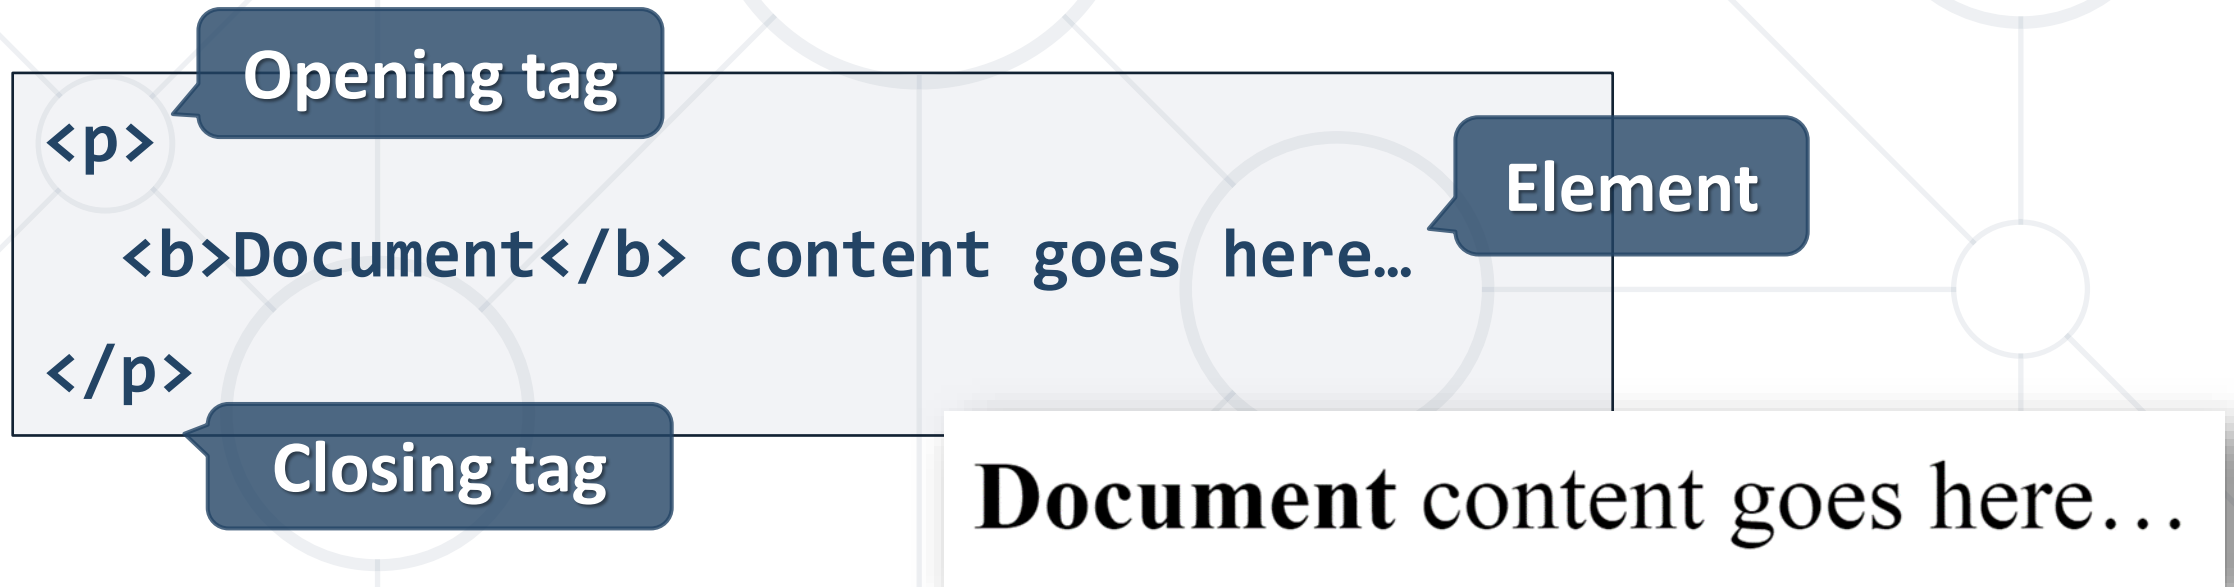 Opening tag
<p>
Element
<b>Document</b> content goes here…
</p>
Closing tag
Document content goes here…